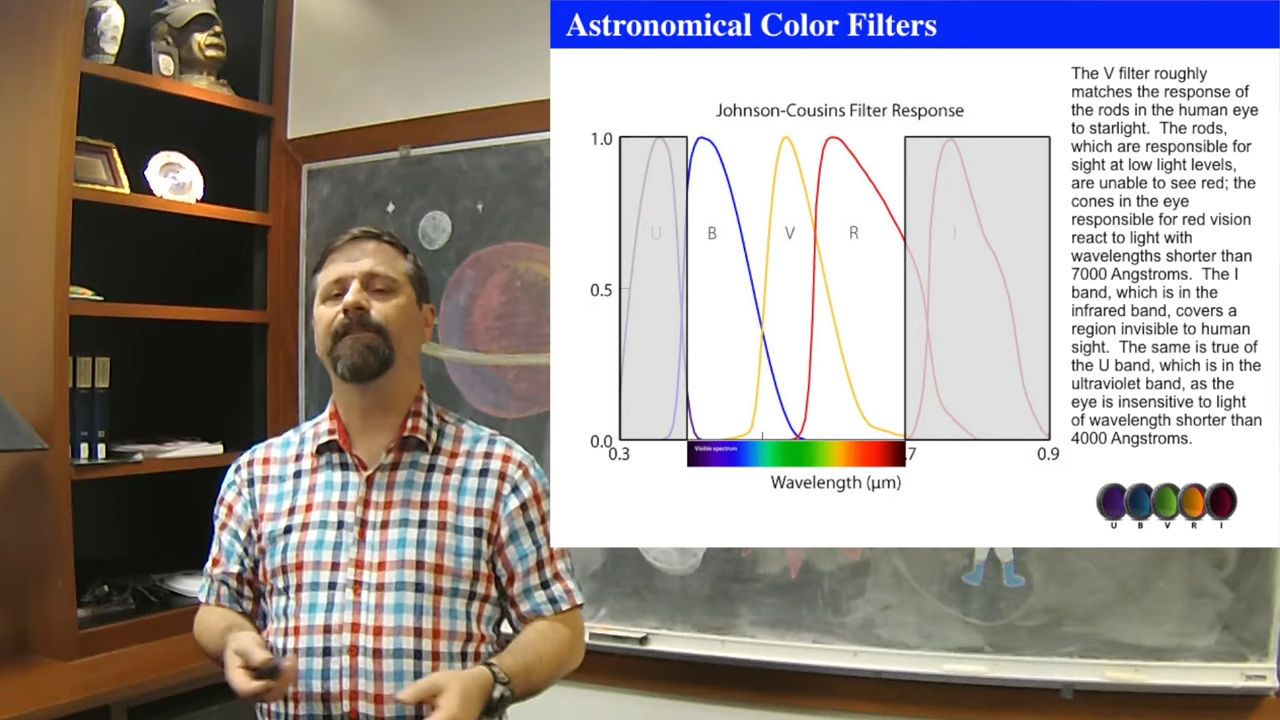 Astronomical Color Filters
Johnson-Cousins Filter Response
1.0
0.5
0.0
U
B
V
R
I
0.3
.7
0.9
Visible spectrum
Wavelength (μm)
The V filter roughly
matches the response of
the rods in the human eye
to starlight. The rods,
which are responsible for
sight at low light levels,
are unable to see red; the
cones in the eye
responsible for red vision
react to light with
wavelengths shorter than
7000 Angstroms. The I
band, which is in the
infrared band, covers a
region invisible to human
sight. The same is true of
the U band, which is in the
ultraviolet band, as the
eye is insensitive to light
of wavelength shorter than
4000 Angstroms.
U B V R I